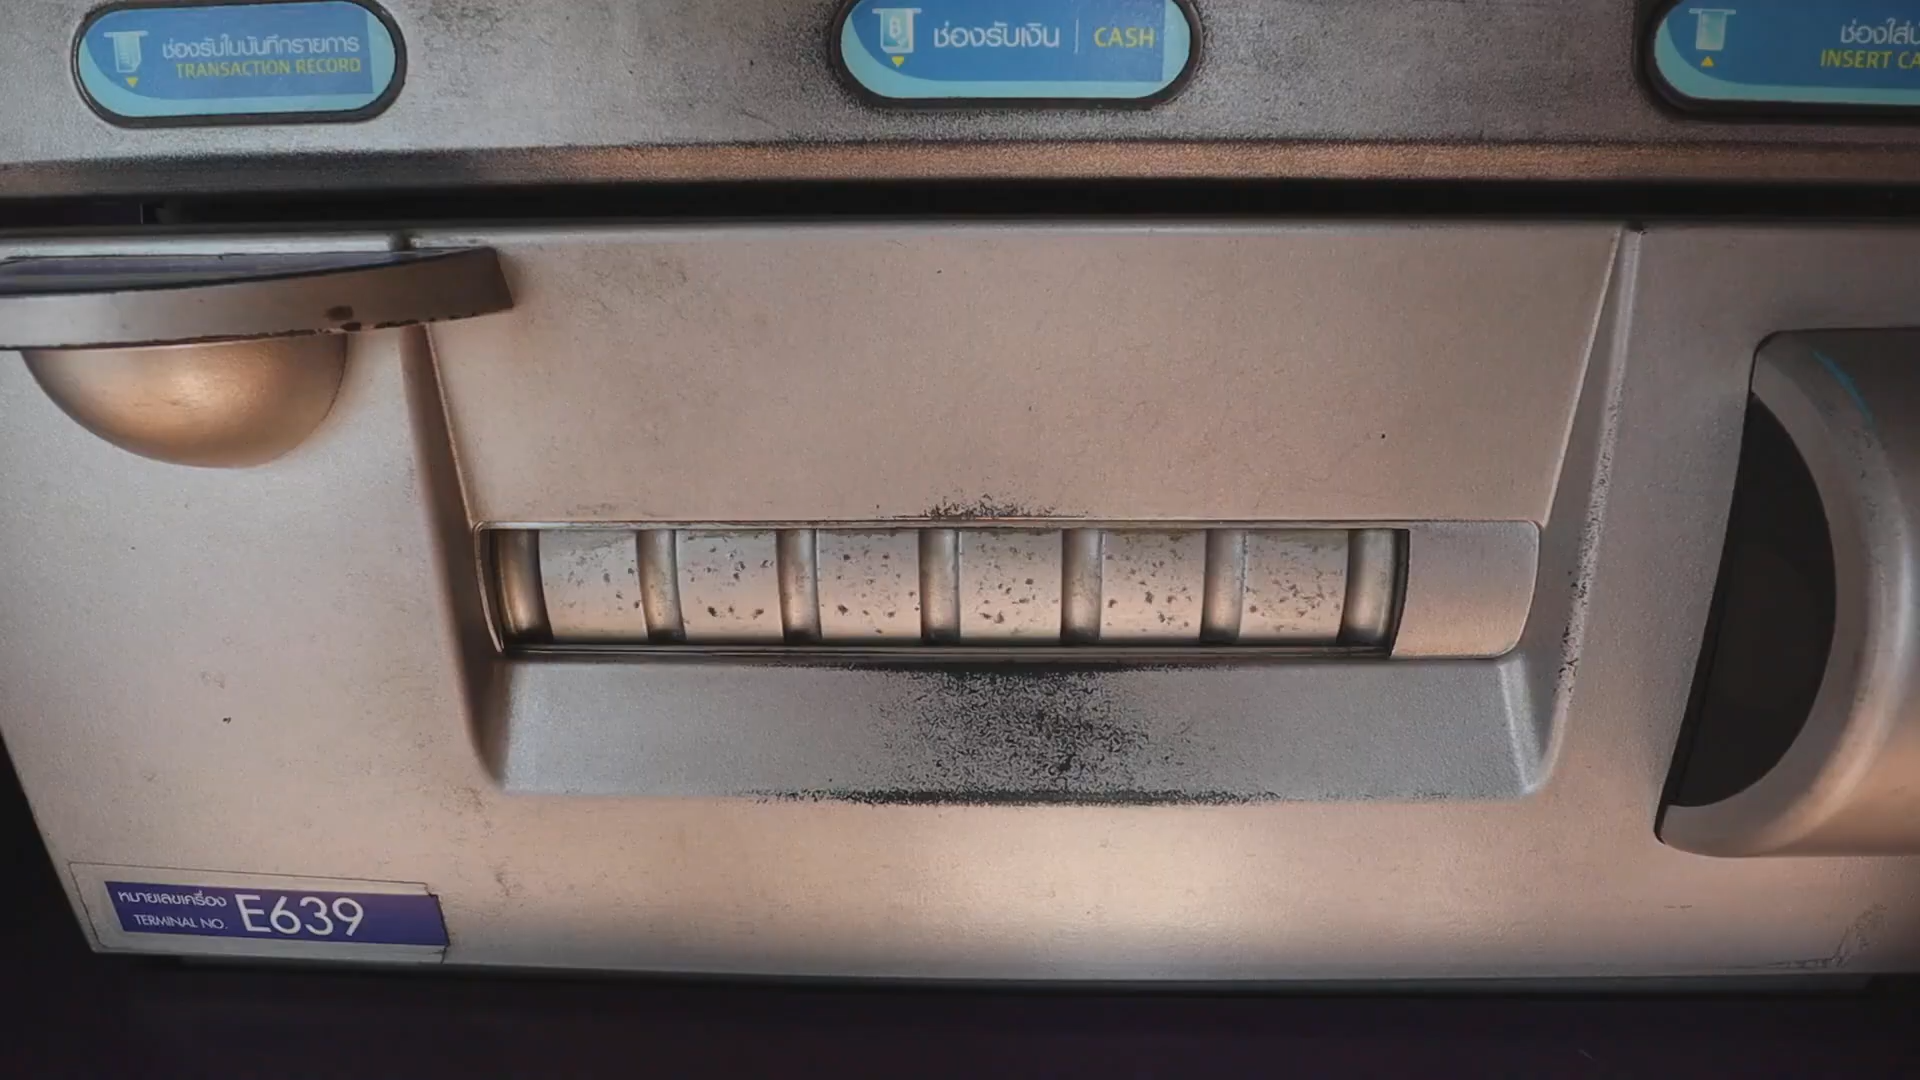 ช่องรับใบบันทึกรายการ
TRANSACTION RECORD
ช่องรับเงิน | CASH
ช่องใส่
INSERT
หมายเลขเครื่อง
TERMINAL NO. E639